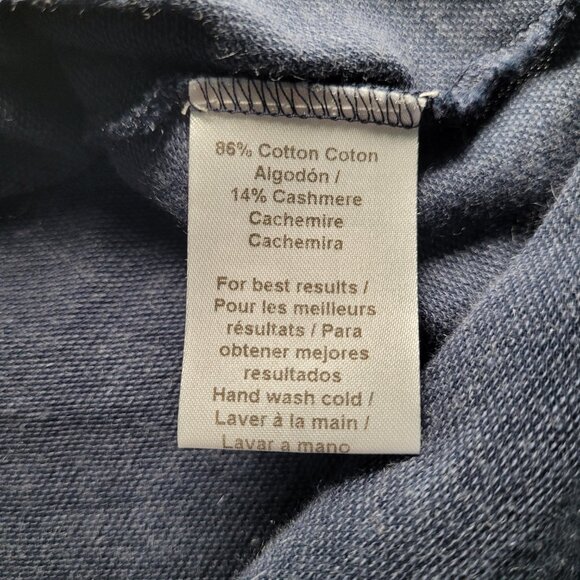 86% Cotton Coton
Algodón /
14% Cashmere
Cachemire
Cachemira
For best results /
Pour les meilleurs
résultats / Para
obtener mejores
resultados
Hand wash cold /
Laver à la main /
Lavar a mano